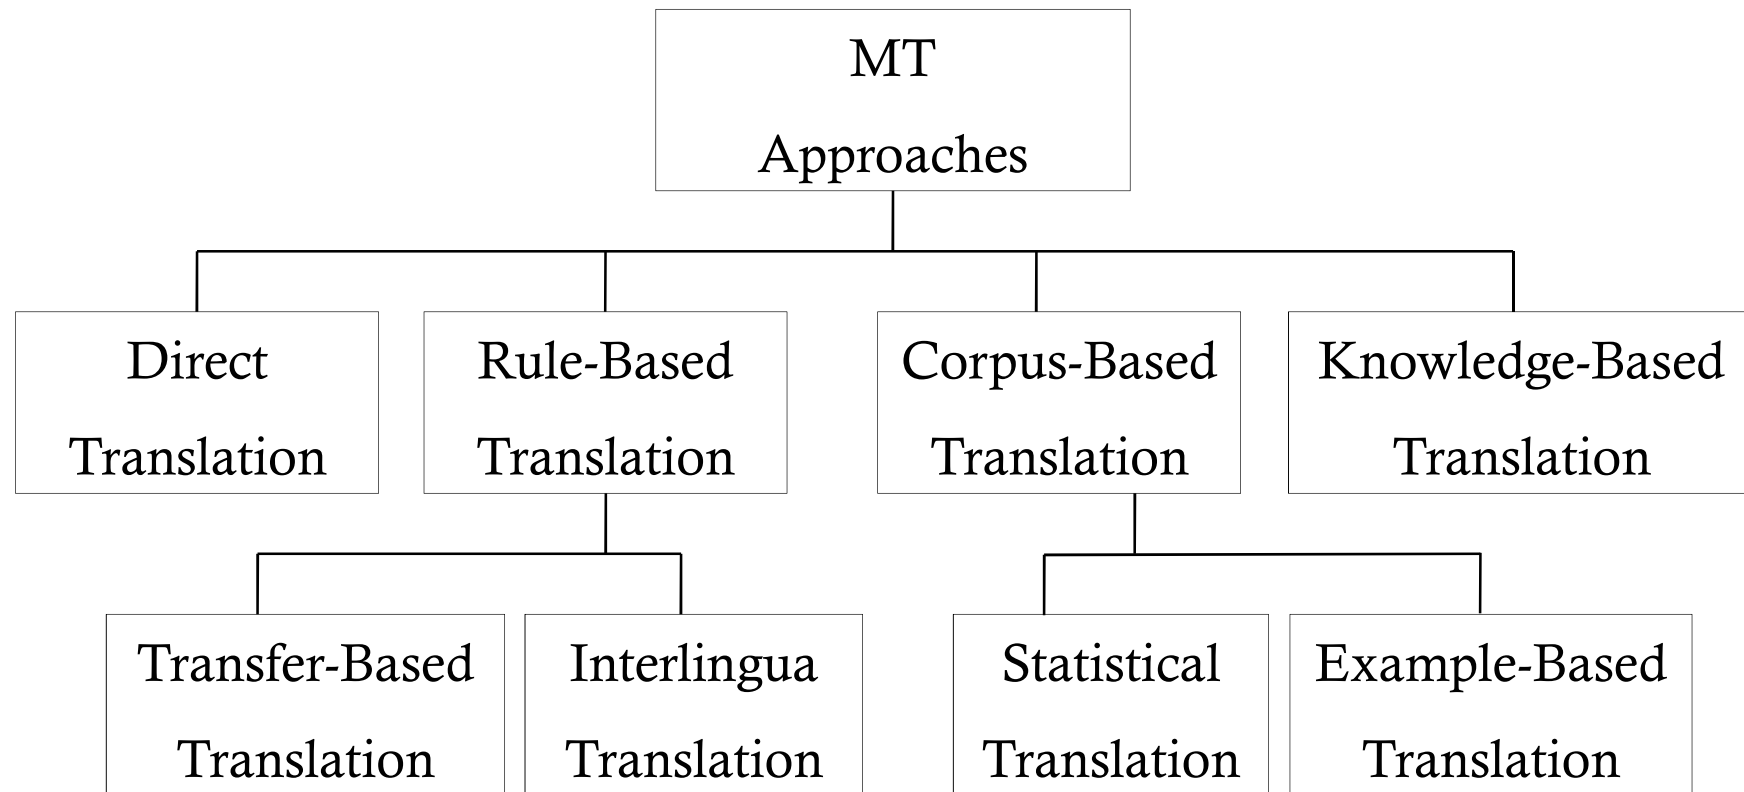 MT
Approaches
Direct
Translation
Rule-Based
Translation
Corpus-Based
Translation
Knowledge-Based
Translation
Transfer-Based
Translation
Interlingua
Translation
Statistical
Translation
Example-Based
Translation